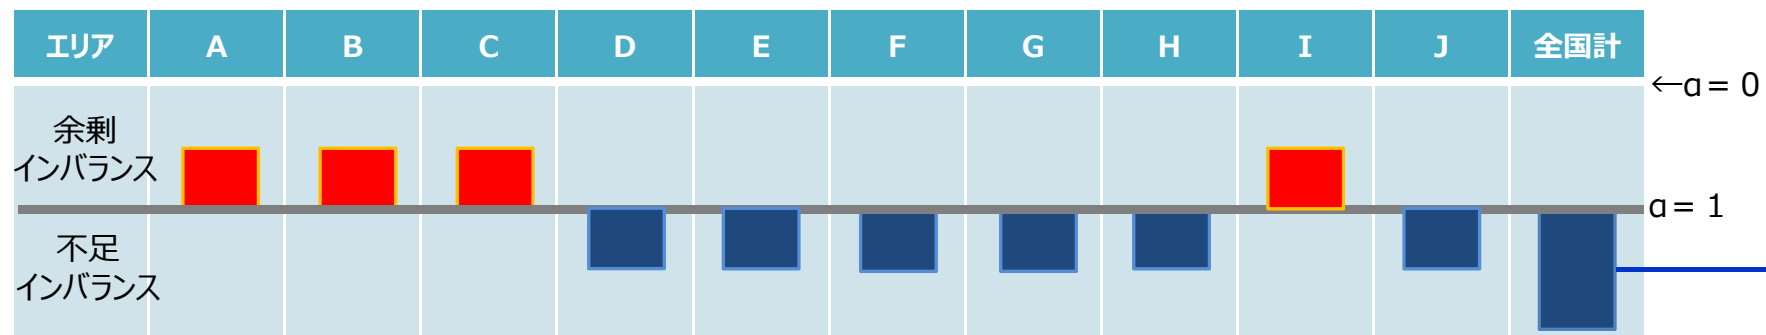 エリア A B C D E F G H I J 全国計
←α= 0
余剰
インバランス
α= 1
不足
インバランス